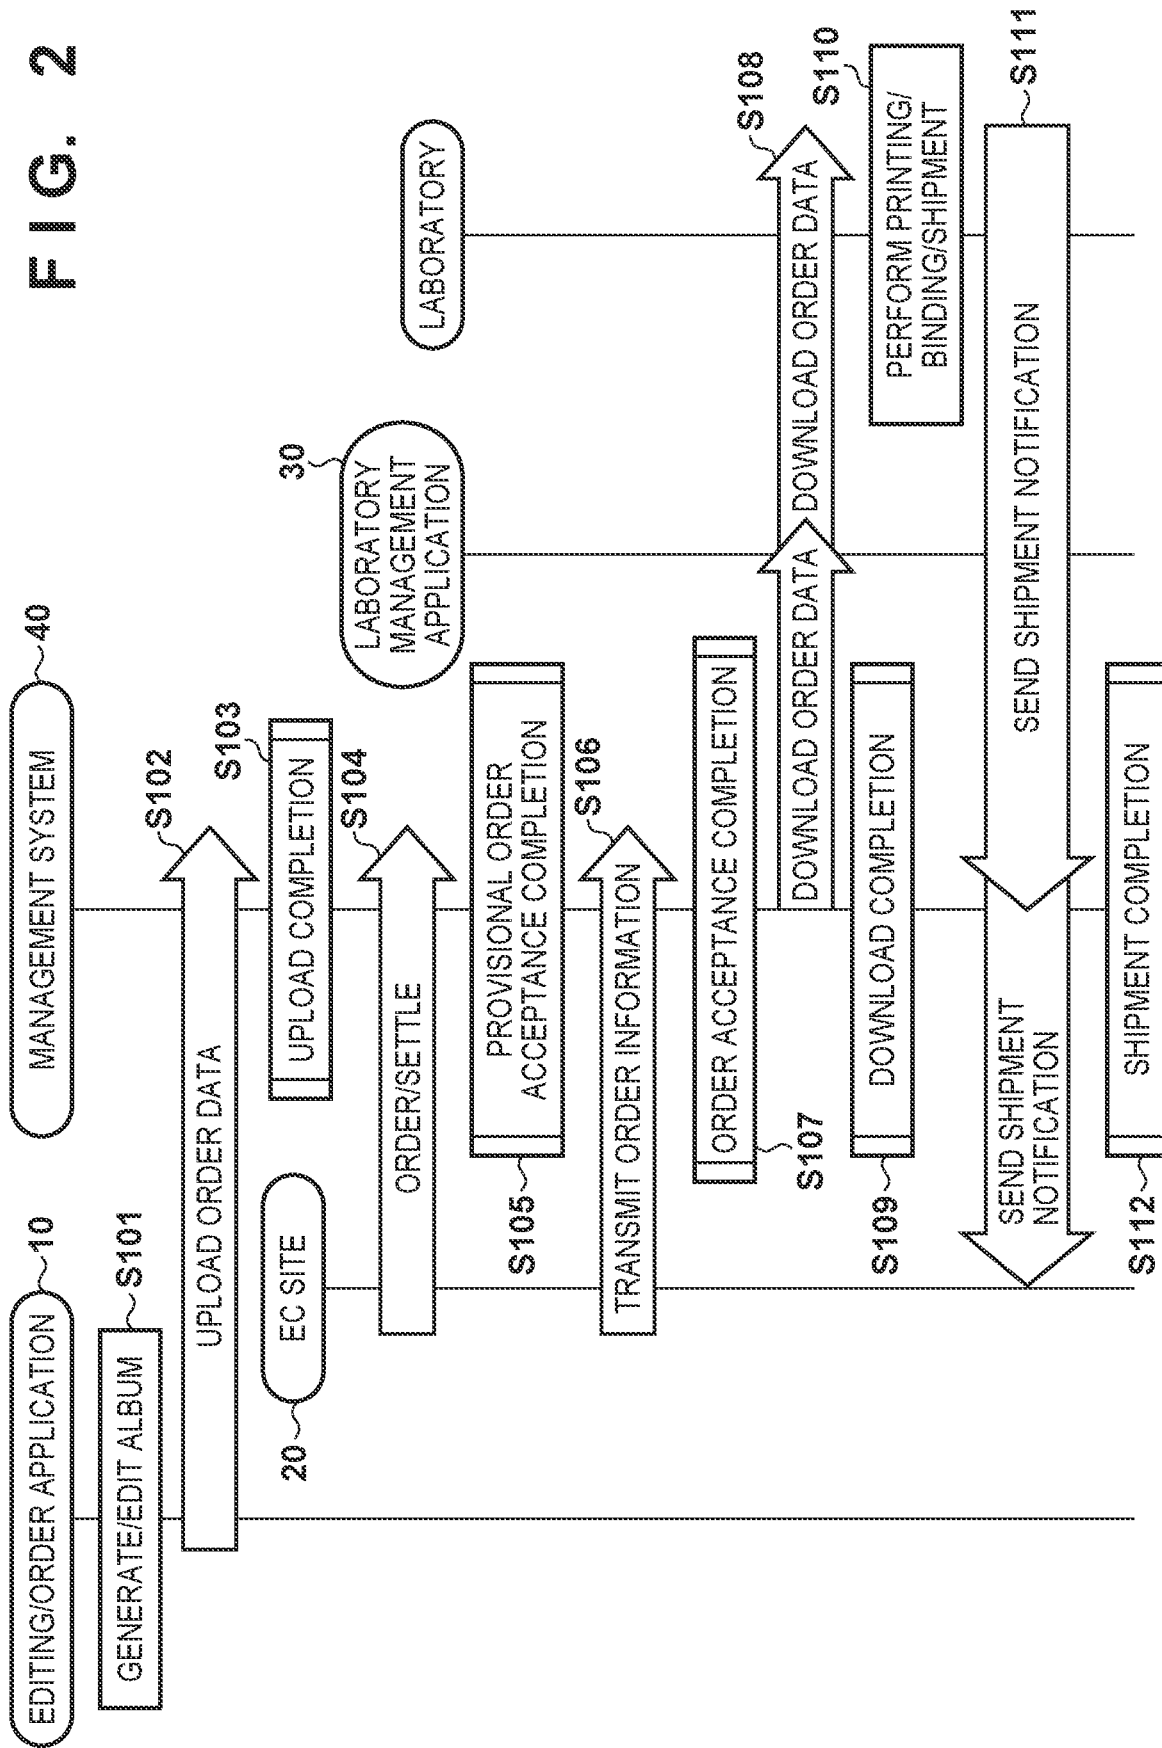 FIG. 2
EDITING/ORDER APPLICATION
10
MANAGEMENT SYSTEM
40
GENERATE/EDIT ALBUM
S101
UPLOAD ORDER DATA
S102
EC SITE
20
UPLOAD COMPLETION
S103
ORDER/SETTLE
S104
LABORATORY
MANAGEMENT
APPLICATION
30
LABORATORY
PROVISIONAL ORDER
ACCEPTANCE COMPLETION
S105
TRANSMIT ORDER INFORMATION
S106
ORDER ACCEPTANCE COMPLETION
S107
DOWNLOAD ORDER DATA
DOWNLOAD ORDER DATA
DOWNLOAD ORDER DATA
S108
DOWNLOAD COMPLETION
S109
PERFORM PRINTING/
BINDING/SHIPMENT
S110
SEND SHIPMENT
NOTIFICATION
SEND SHIPMENT NOTIFICATION
S111
SHIPMENT COMPLETION
S112